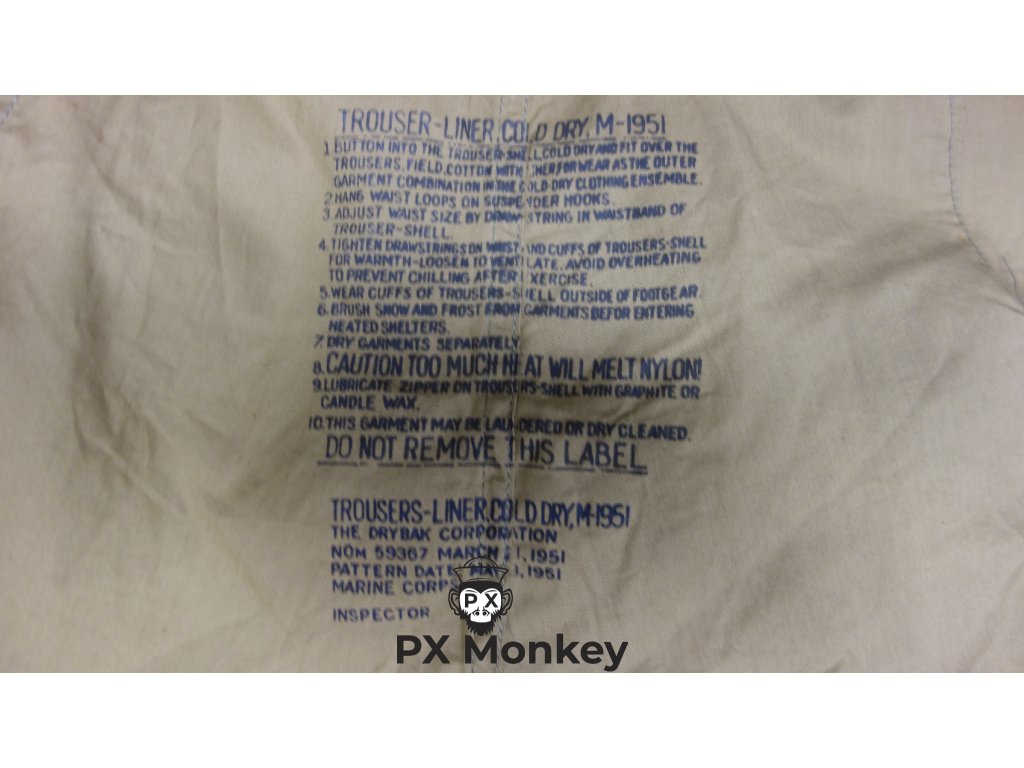 TROUSER-LINER, COLD DRY, M-1951
1. BUTTON INTO THE TROUSER-SHELL, COLD DRY AND FIT OVER THE
TROUSERS, FIELD, COTTON WITH LINER FOR WEAR AS THE OUTER
GARMENT COMBINATION IN THE COLD-DRY CLOTHING ENSEMBLE.
2. HANG WAIST LOOPS ON SUSPENDER HOOKS.
3. ADJUST WAIST SIZE BY DRAW-STRING IN WAISTBAND OF
TROUSER-SHELL.
4. TIGHTEN DRAWSTRINGS ON WAIST AND CUFFS OF TROUSERS-SHELL
FOR WARMTH-LOOSEN TO VENTILATE. AVOID OVERHEATING
TO PREVENT CHILLING AFTER EXERCISE.
5. WEAR CUFFS OF TROUSERS-SHELL OUTSIDE OF FOOTGEAR.
6. BRUSH SNOW AND FROST FROM GARMENTS BEFOR ENTERING
HEATED SHELTERS.
7. DRY GARMENTS SEPARATELY
8. CAUTION TOO MUCH HEAT WILL MELT NYLON!
9. LUBRICATE ZIPPER ON TROUSERS-SHELL WITH GRAPHITE OR
CANDLE WAX.
10. THIS GARMENT MAY BE LAUNDERED OR DRY CLEANED.
DO NOT REMOVE THIS LABEL
TROUSERS-LINER, COLD DRY, M-1951
THE DRYBAK CORPORATION
NOm 59367 MARCH 21, 1951
PATTERN DATE MAY 1, 1951
MARINE CORPS
INSPECTOR
PX
PX Monkey